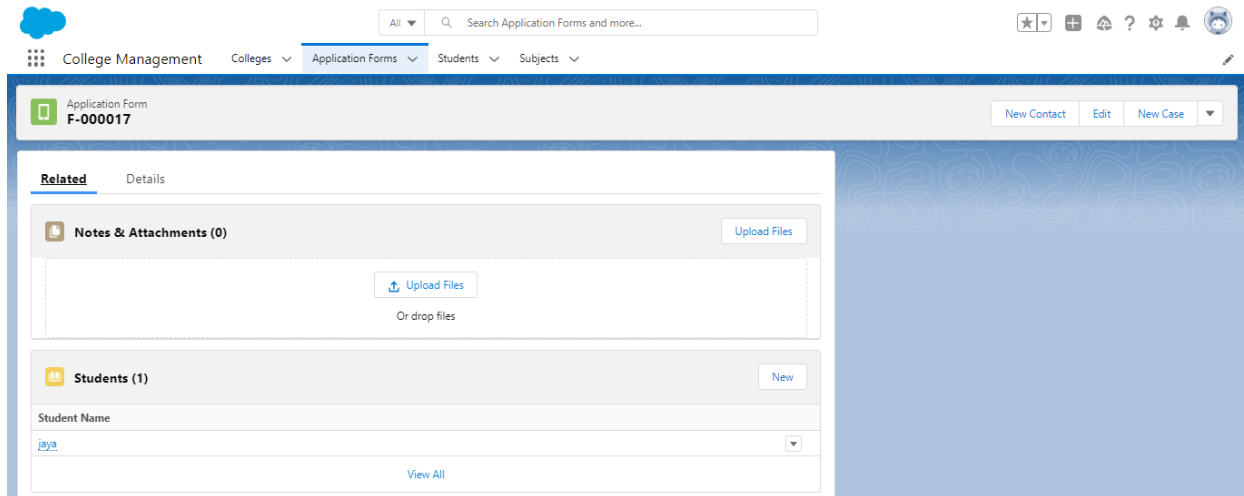 All Search Application Forms and more...
College Management Colleges Application Forms Students Subjects
Application Form
F-000017
New Contact Edit New Case
Related Details
Notes & Attachments (0) Upload Files
Upload Files
Or drop files
Students (1) New
Student Name
jaya
View All